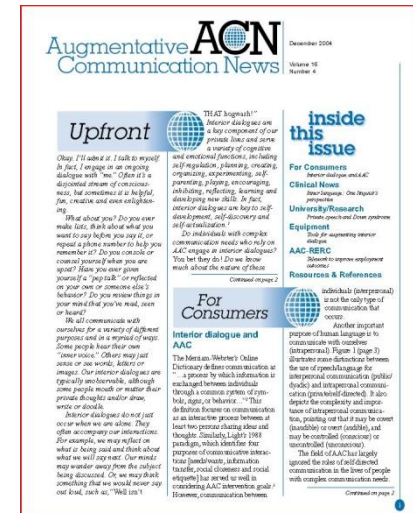 Augmentative ACN
Communication News
December 2004
Volume 16
Number 4
Upfront
Okay, I'll admit it. I talk to myself.
In fact, I engage in an ongoing
dialogue with "me." Often it's a
disjointed stream of conscious-
ness, but sometimes it is helpful,
fun, creative and even enlighten-
ing.
What about you? Do you ever
make lists, think about what you
want to say before you say it, or
repeat a phone number to help you
remember it? Do you console or
counsel yourself when you are
upset? Have you ever given
yourself a "pep talk" or reflected
on your own or someone else's
behavior? Do you review things in
your mind that you've read, seen
or heard?
We all communicate with
ourselves for a variety of different
purposes and in a myriad of ways.
Some people hear their own
"inner voice." Others may just
sense or see words, labels or
images. Our interior dialogues are
typically unobservable, although
some people mouth or mutter their
private thoughts and/or draw,
write or doodle.
Interior dialogues do not just
occur when we are alone. They
often accompany our interactions.
For example, we may reflect on
what is being said and think about
what we will say next. Our minds
may wander away from the subject
being discussed. Or, we may think
something that we would never say
out loud, such as, "Well isn't
THAT hogwash!"
Interior dialogues are
a key component of our
private lives and serve
a variety of cognitive
and emotional functions, including
self-regulation, planning, creating,
organizing, experimenting, self-
parenting, playing, encouraging,
inhibiting, reflecting, learning and
developing new skills. In fact,
interior dialogues are key to self-
development, self-discovery and
self-actualization.¹
Do individuals with complex
communication needs who rely on
AAC engage in interior dialogues?
You bet they do! Do we know
much about the nature of these
Continued on page 2
inside
this
issue
For Consumers
Interior dialogue and AAC
Clinical News
Inner language: One linguist's
perspective
University/Research
Private speech and Down syndrome
Equipment
Tools for augmenting interior
dialogue
AAC-RERC
Telework to improve employment
outcomes
Resources & References
For
Consumers
Interior dialogue and
AAC
The Merriam-Webster's Online
Dictionary defines communication as
"...a process by which information is
exchanged between individuals
through a common system of sym-
bols, signs, or behavior..."² This
definition focuses on communication
as an interactive process between at
least two persons sharing ideas and
thoughts. Similarly, Light's 1988
paradigm, which identifies four
purposes of communicative interac-
tions [needs/wants, information
transfer, social closeness and social
etiquette] has served us well in
considering AAC intervention goals.³
However, communication between
individuals (interpersonal)
is not the only type of
communication that
occurs.
Another important
purpose of human language is to
communicate with ourselves
(intrapersonal). Figure 1 (page 3)
illustrates some distinctions between
the use of speech/language for
interpersonal communication (public/
dyadic) and intrapersonal communi-
cation (private/self-directed). It also
depicts the complexity and impor-
tance of intrapersonal communica-
tion, pointing out that it may be covert
(inaudible) or overt (audible), and
may be controlled (conscious) or
uncontrolled (unconscious).
The field of AAC has largely
ignored the roles of self-directed
communication in the lives of people
with complex communication needs.
Continued on page 2
1